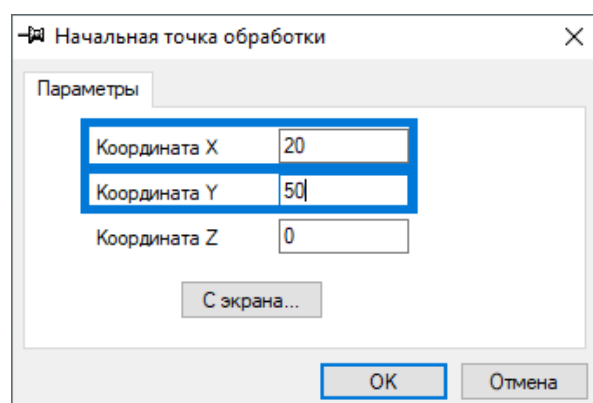 Начальная точка обработки
Параметры
Координата X 20
Координата Y 50
Координата Z 0
С экрана...
OK Отмена